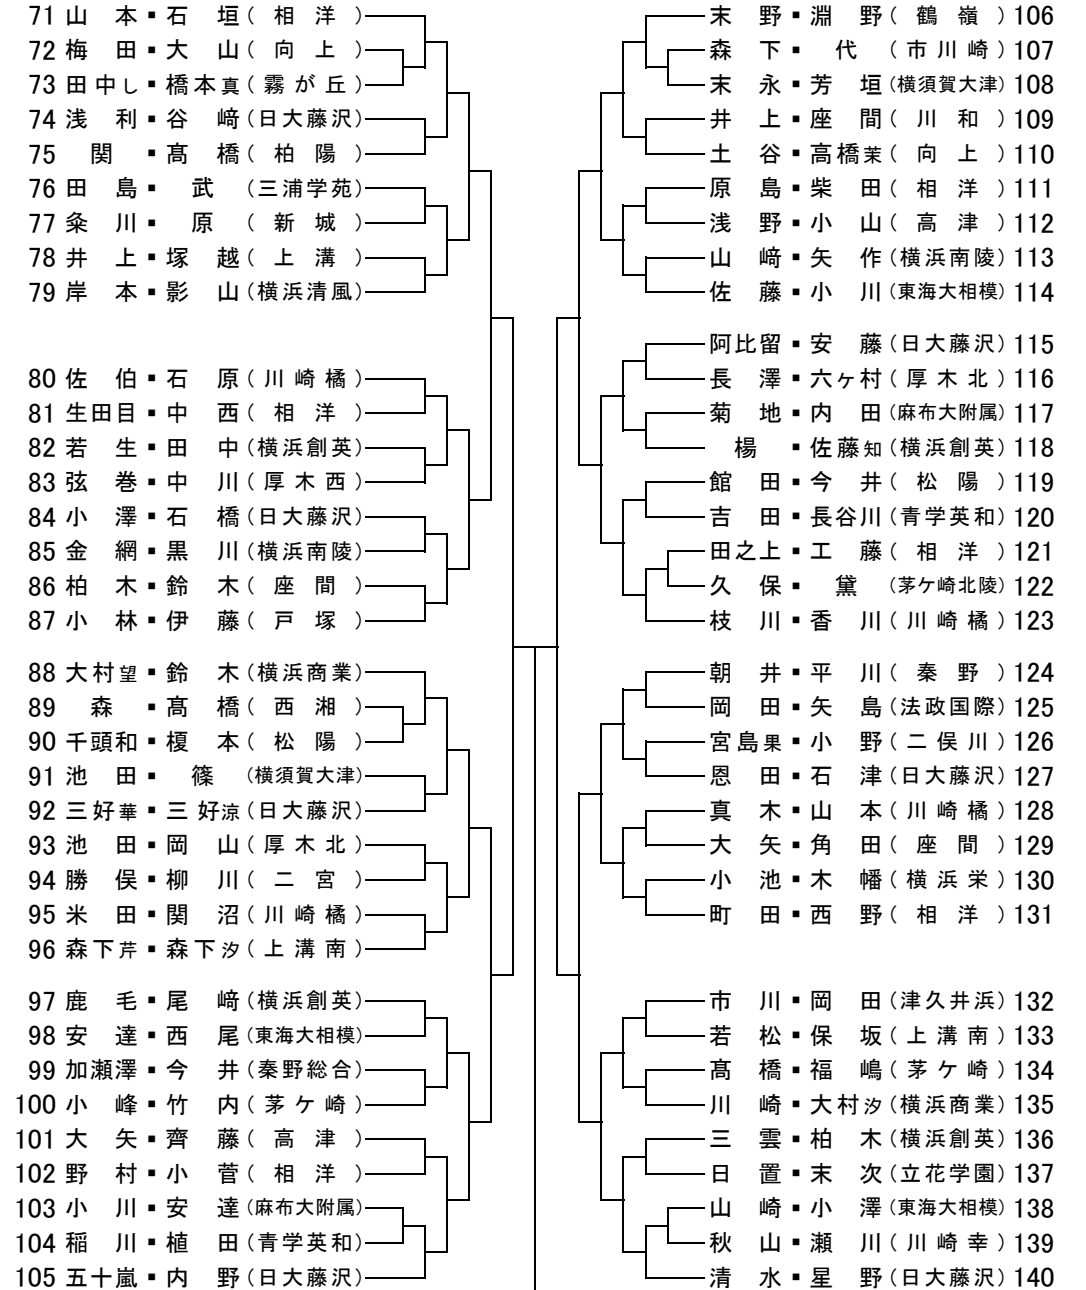 71 山本▪石垣(相洋)
72 梅田▪大山(向上)
73 田中し▪橋本真(霧が丘)
74 浅利▪谷﨑(日大藤沢)
75 関▪髙橋(柏陽)
76 田島▪武(三浦学苑)
77 粂川▪原(新城)
78 井上▪塚越(上溝)
79 岸本▪影山(横浜清風)
80 佐伯▪石原(川崎橘)
81 生田目▪中西(相洋)
82 若生▪田中(横浜創英)
83 弦巻▪中川(厚木西)
84 小澤▪石橋(日大藤沢)
85 金網▪黒川(横浜南陵)
86 柏木▪鈴木(座間)
87 小林▪伊藤(戸塚)
88 大村望▪鈴木(横浜商業)
89 森▪髙橋(西湘)
90 千頭和▪榎本(松陽)
91 池田▪篠(横須賀大津)
92 三好華▪三好涼(日大藤沢)
93 池田▪岡山(厚木北)
94 勝俣▪柳川(二宮)
95 米田▪関沼(川崎橘)
96 森下芹▪森下汐(上溝南)
97 鹿毛▪尾﨑(横浜創英)
98 安達▪西尾(東海大相模)
99 加瀬澤▪今井(秦野総合)
100 小峰▪竹内(茅ケ崎)
101 大矢▪齊藤(高津)
102 野村▪小菅(相洋)
103 小川▪安達(麻布大附属)
104 稲川▪植田(青学英和)
105 五十嵐▪内野(日大藤沢)
末野▪淵野(鶴嶺)106
森下▪代(市川崎)107
末永▪芳垣(横須賀大津)108
井上▪座間(川和)109
土谷▪高橋茉(向上)110
原島▪柴田(相洋)111
浅野▪小山(高津)112
山﨑▪矢作(横浜南陵)113
佐藤▪小川(東海大相模)114
阿比留▪安藤(日大藤沢)115
長澤▪六ヶ村(厚木北)116
菊地▪内田(麻布大附属)117
楊▪佐藤知(横浜創英)118
館田▪今井(松陽)119
吉田▪長谷川(青学英和)120
田之上▪工藤(相洋)121
久保▪黛(茅ケ崎北陵)122
枝川▪香川(川崎橘)123
朝井▪平川(秦野)124
岡田▪矢島(法政国際)125
宮島果▪小野(二俣川)126
恩田▪石津(日大藤沢)127
真木▪山本(川崎橘)128
大矢▪角田(座間)129
小池▪木幡(横浜栄)130
町田▪西野(相洋)131
市川▪岡田(津久井浜)132
若松▪保坂(上溝南)133
髙橋▪福嶋(茅ケ崎)134
川崎▪大村汐(横浜商業)135
三雲▪柏木(横浜創英)136
日置▪末次(立花学園)137
山崎▪小澤(東海大相模)138
秋山▪瀬川(川崎幸)139
清水▪星野(日大藤沢)140